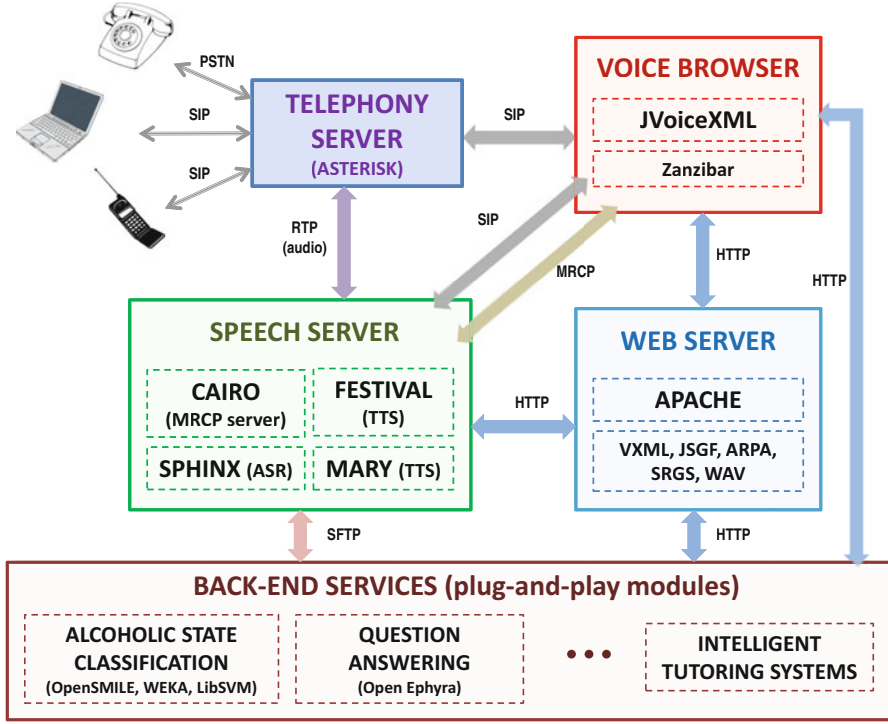 PSTN
SIP
SIP
TELEPHONY
SERVER
(ASTERISK)
SIP
VOICE BROWSER
JVoiceXML
Zanzibar
RTP
(audio)
SIP
MRCP
HTTP
HTTP
SPEECH SERVER
CAIRO
(MRCP server)
FESTIVAL
(TTS)
SPHINX (ASR)
MARY (TTS)
HTTP
WEB SERVER
APACHE
VXML, JSGF, ARPA,
SRGS, WAV
SFTP
HTTP
BACK-END SERVICES (plug-and-play modules)
ALCOHOLIC STATE
CLASSIFICATION
(OpenSMILE, WEKA, LibSVM)
QUESTION
ANSWERING
(Open Ephyra)
• • •
INTELLIGENT
TUTORING SYSTEMS